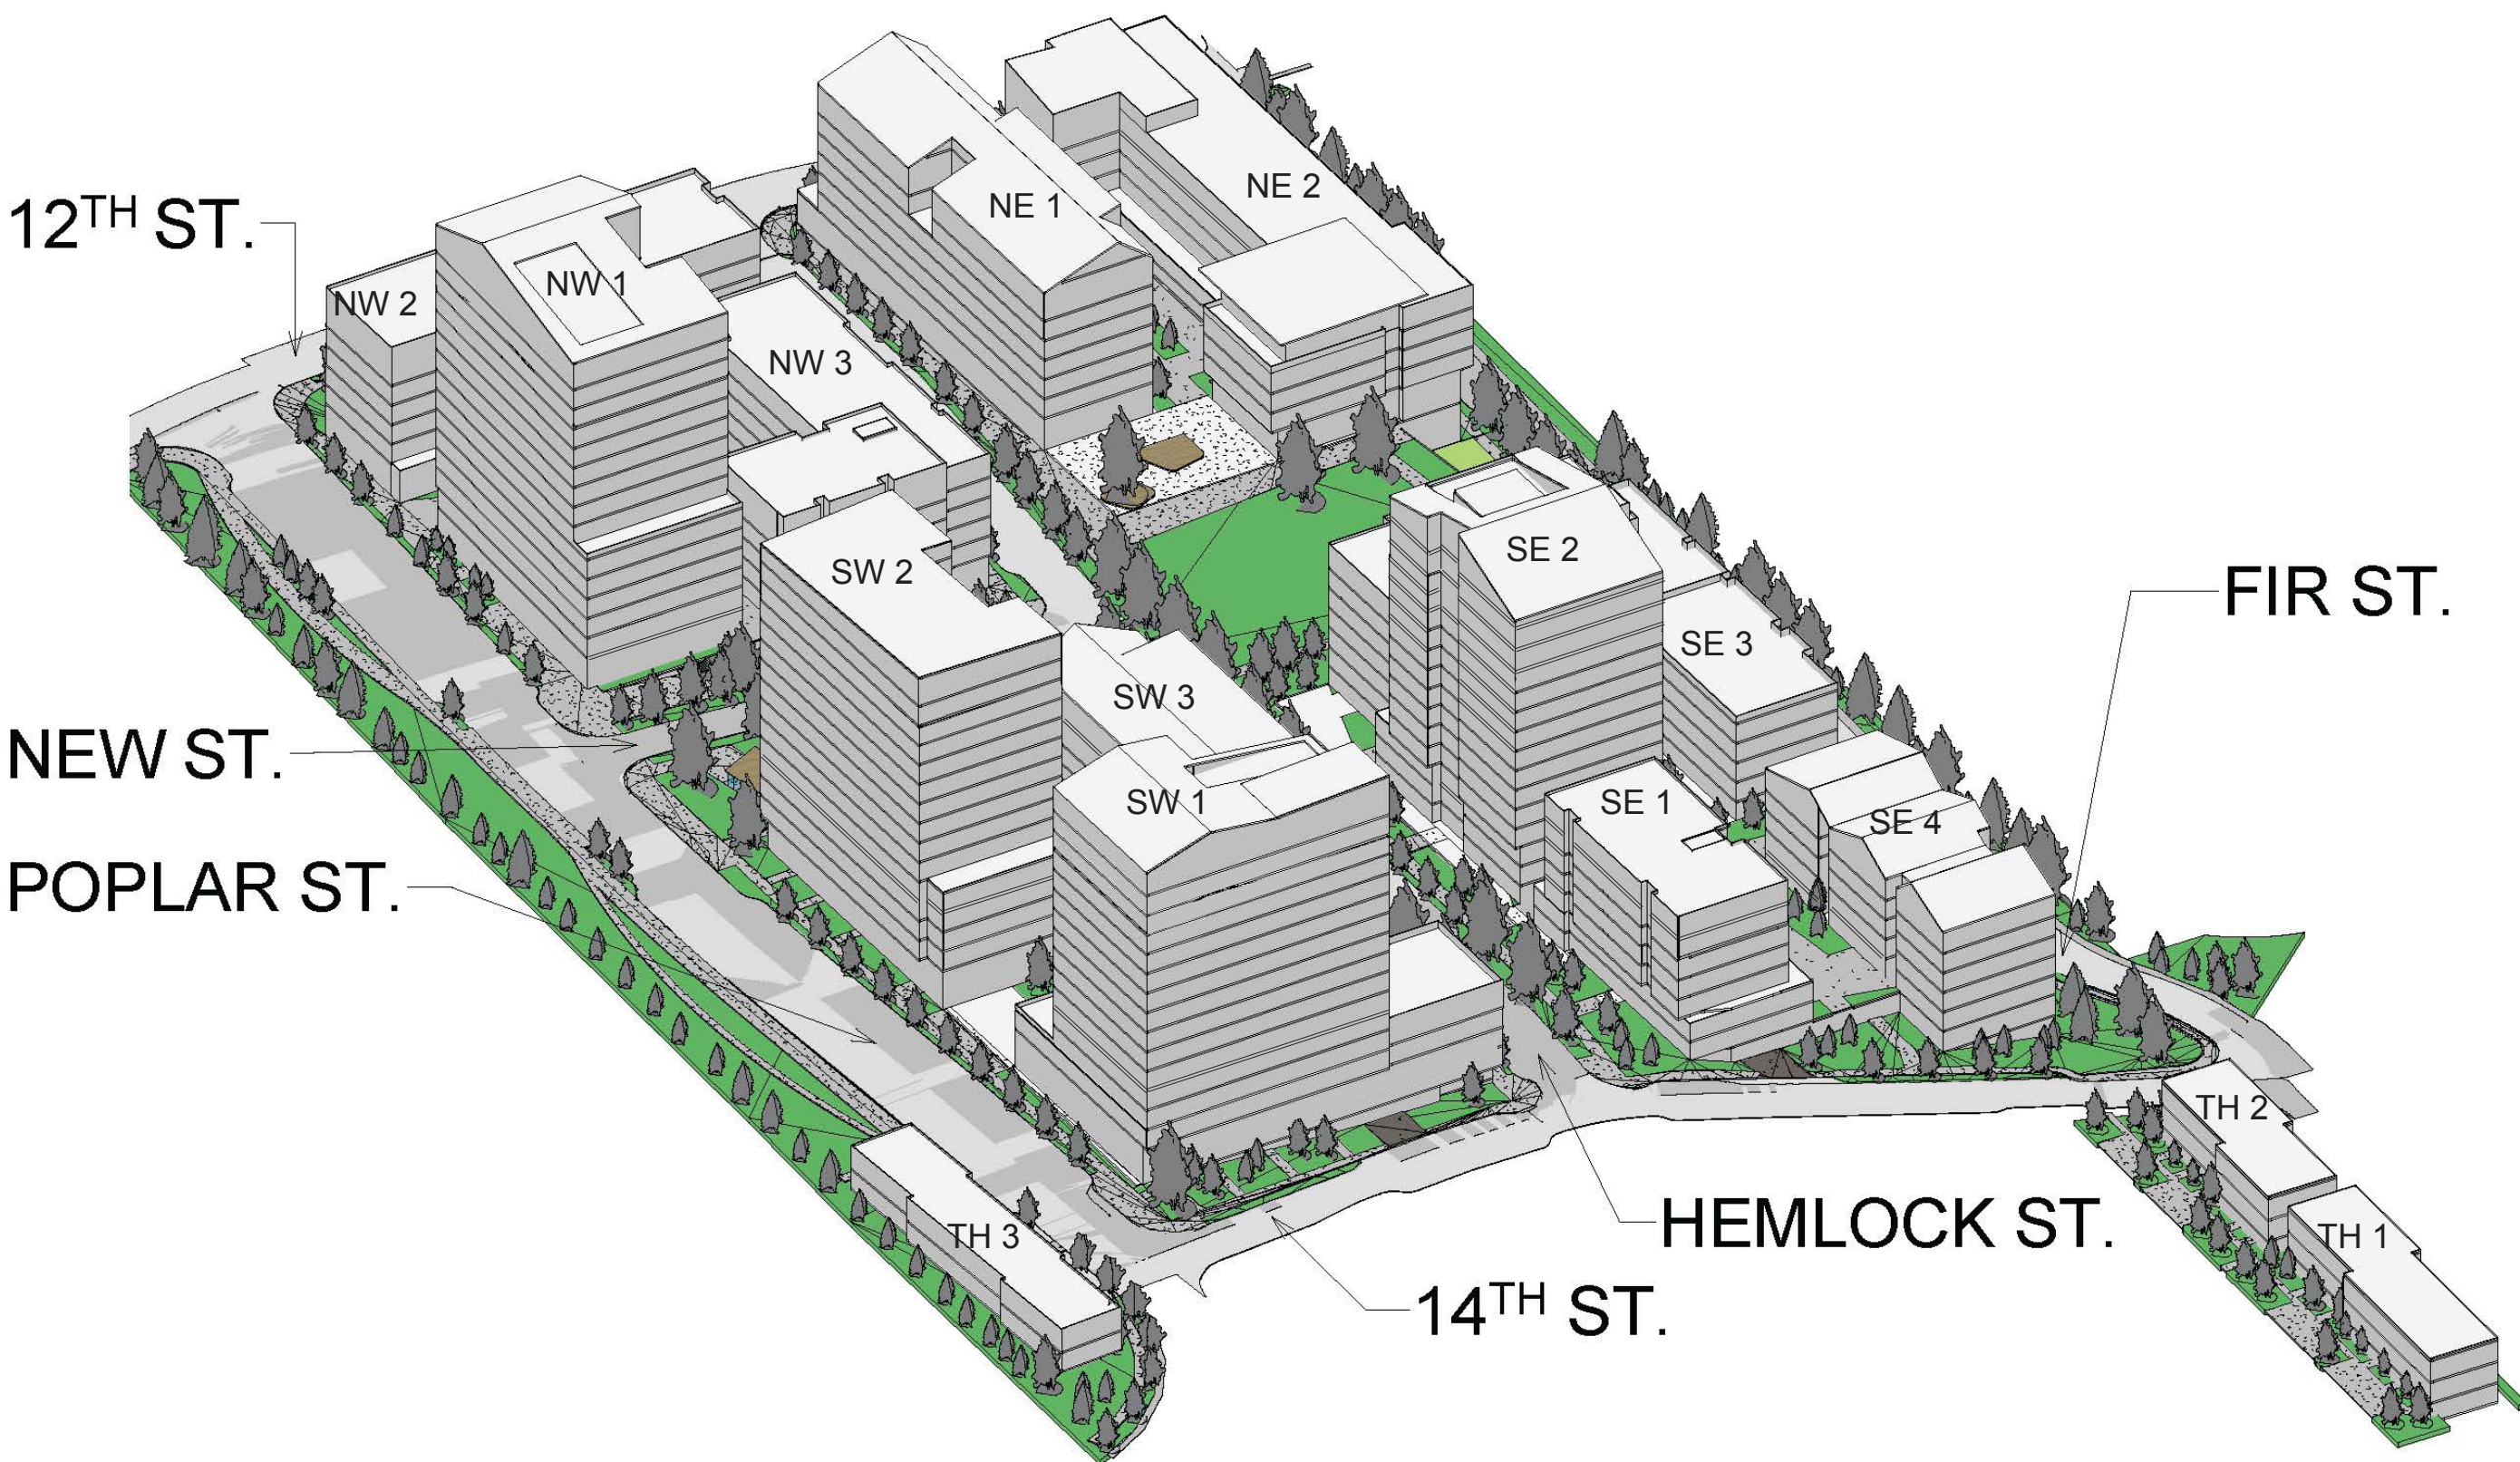 NE 2
NE 1
12TH ST.
NW 1
NW 2
NW 3
SE 2
SW 2
FIR ST.
SE 3
SW 3
NEW ST.
SW 1
SE 1
SE 4
POPLAR ST.
TH 2
HEMLOCK ST.
TH 3
TH 1
14TH ST.